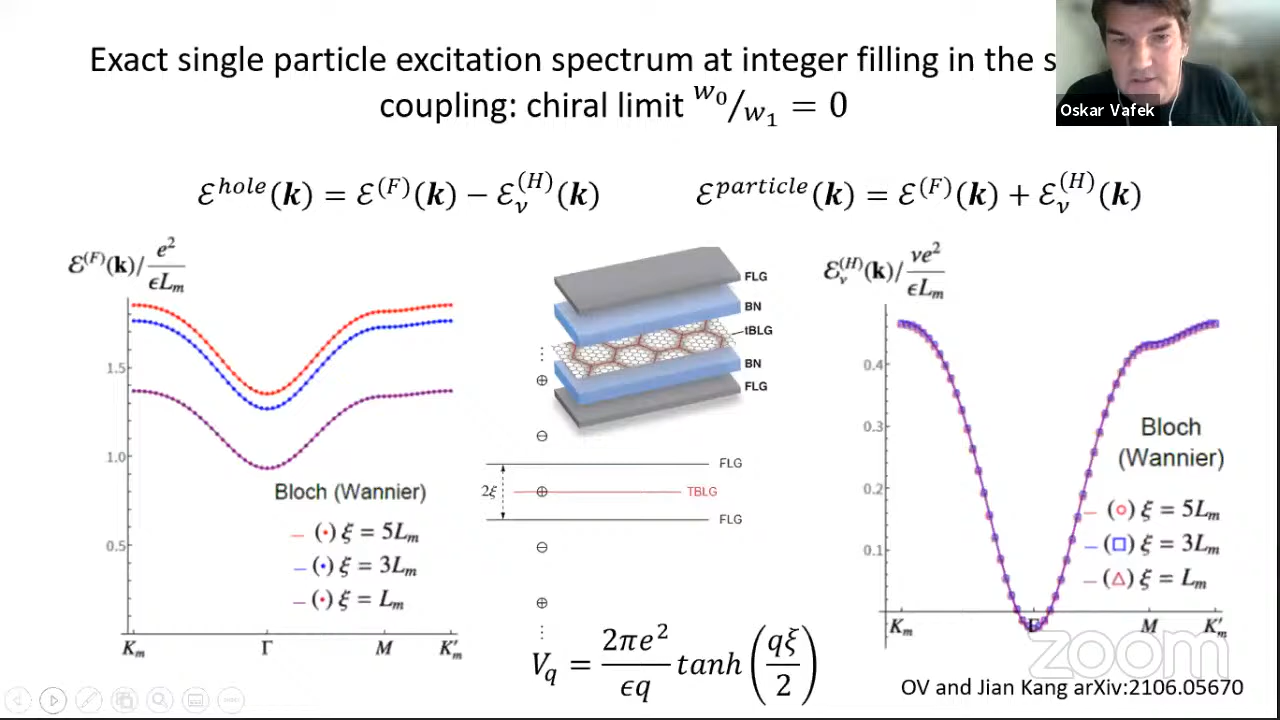 Exact single particle excitation spectrum at integer filling in the s
coupling: chiral limit w₀/w₁ = 0
Oskar Vafek
ℰ^{hole}(𝒌) = ℰ^{(F)}(𝒌) − ℰ_ν^{(H)}(𝒌)
ℰ^{particle}(𝒌) = ℰ^{(F)}(𝒌) + ℰ_ν^{(H)}(𝒌)
ℰ^{(F)}(k)/ e²/ϵL_m
1.5
1.0
0.5
K_m Γ M K′_m
Bloch (Wannier)
(·) ξ = 5L_m
(·) ξ = 3L_m
(·) ξ = L_m
FLG
BN
tBLG
BN
FLG
⋮
⊕
⊖
FLG
2ξ ⊕ TBLG
FLG
⊖
⊕
⋮
V_q = 2πe²/ϵq tanh(qξ/2)
ℰ_ν^{(H)}(k)/ νe²/ϵL_m
0.4
0.3
0.2
0.1
K_m Γ M K′_m
Bloch
(Wannier)
(○) ξ = 5L_m
(□) ξ = 3L_m
(△) ξ = L_m
zoom
OV and Jian Kang arXiv:2106.05670